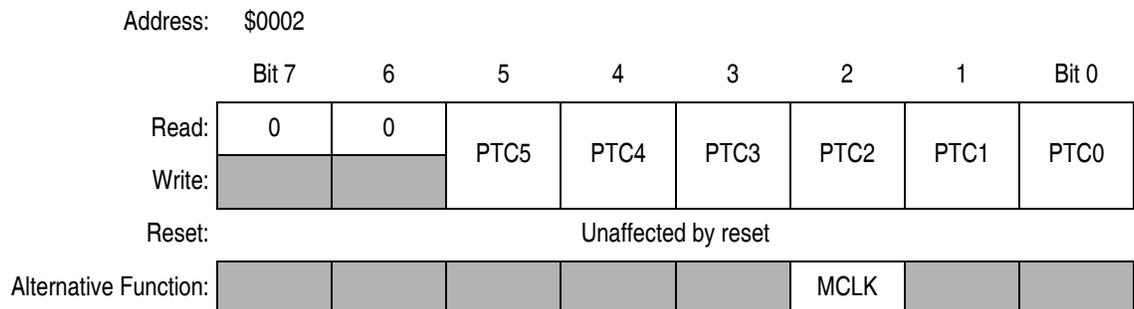 Address: $0002
Bit 7 6 5 4 3 2 1 Bit 0
Read: 0 0 PTC5 PTC4 PTC3 PTC2 PTC1 PTC0
Write:
Reset: Unaffected by reset
Alternative Function: MCLK